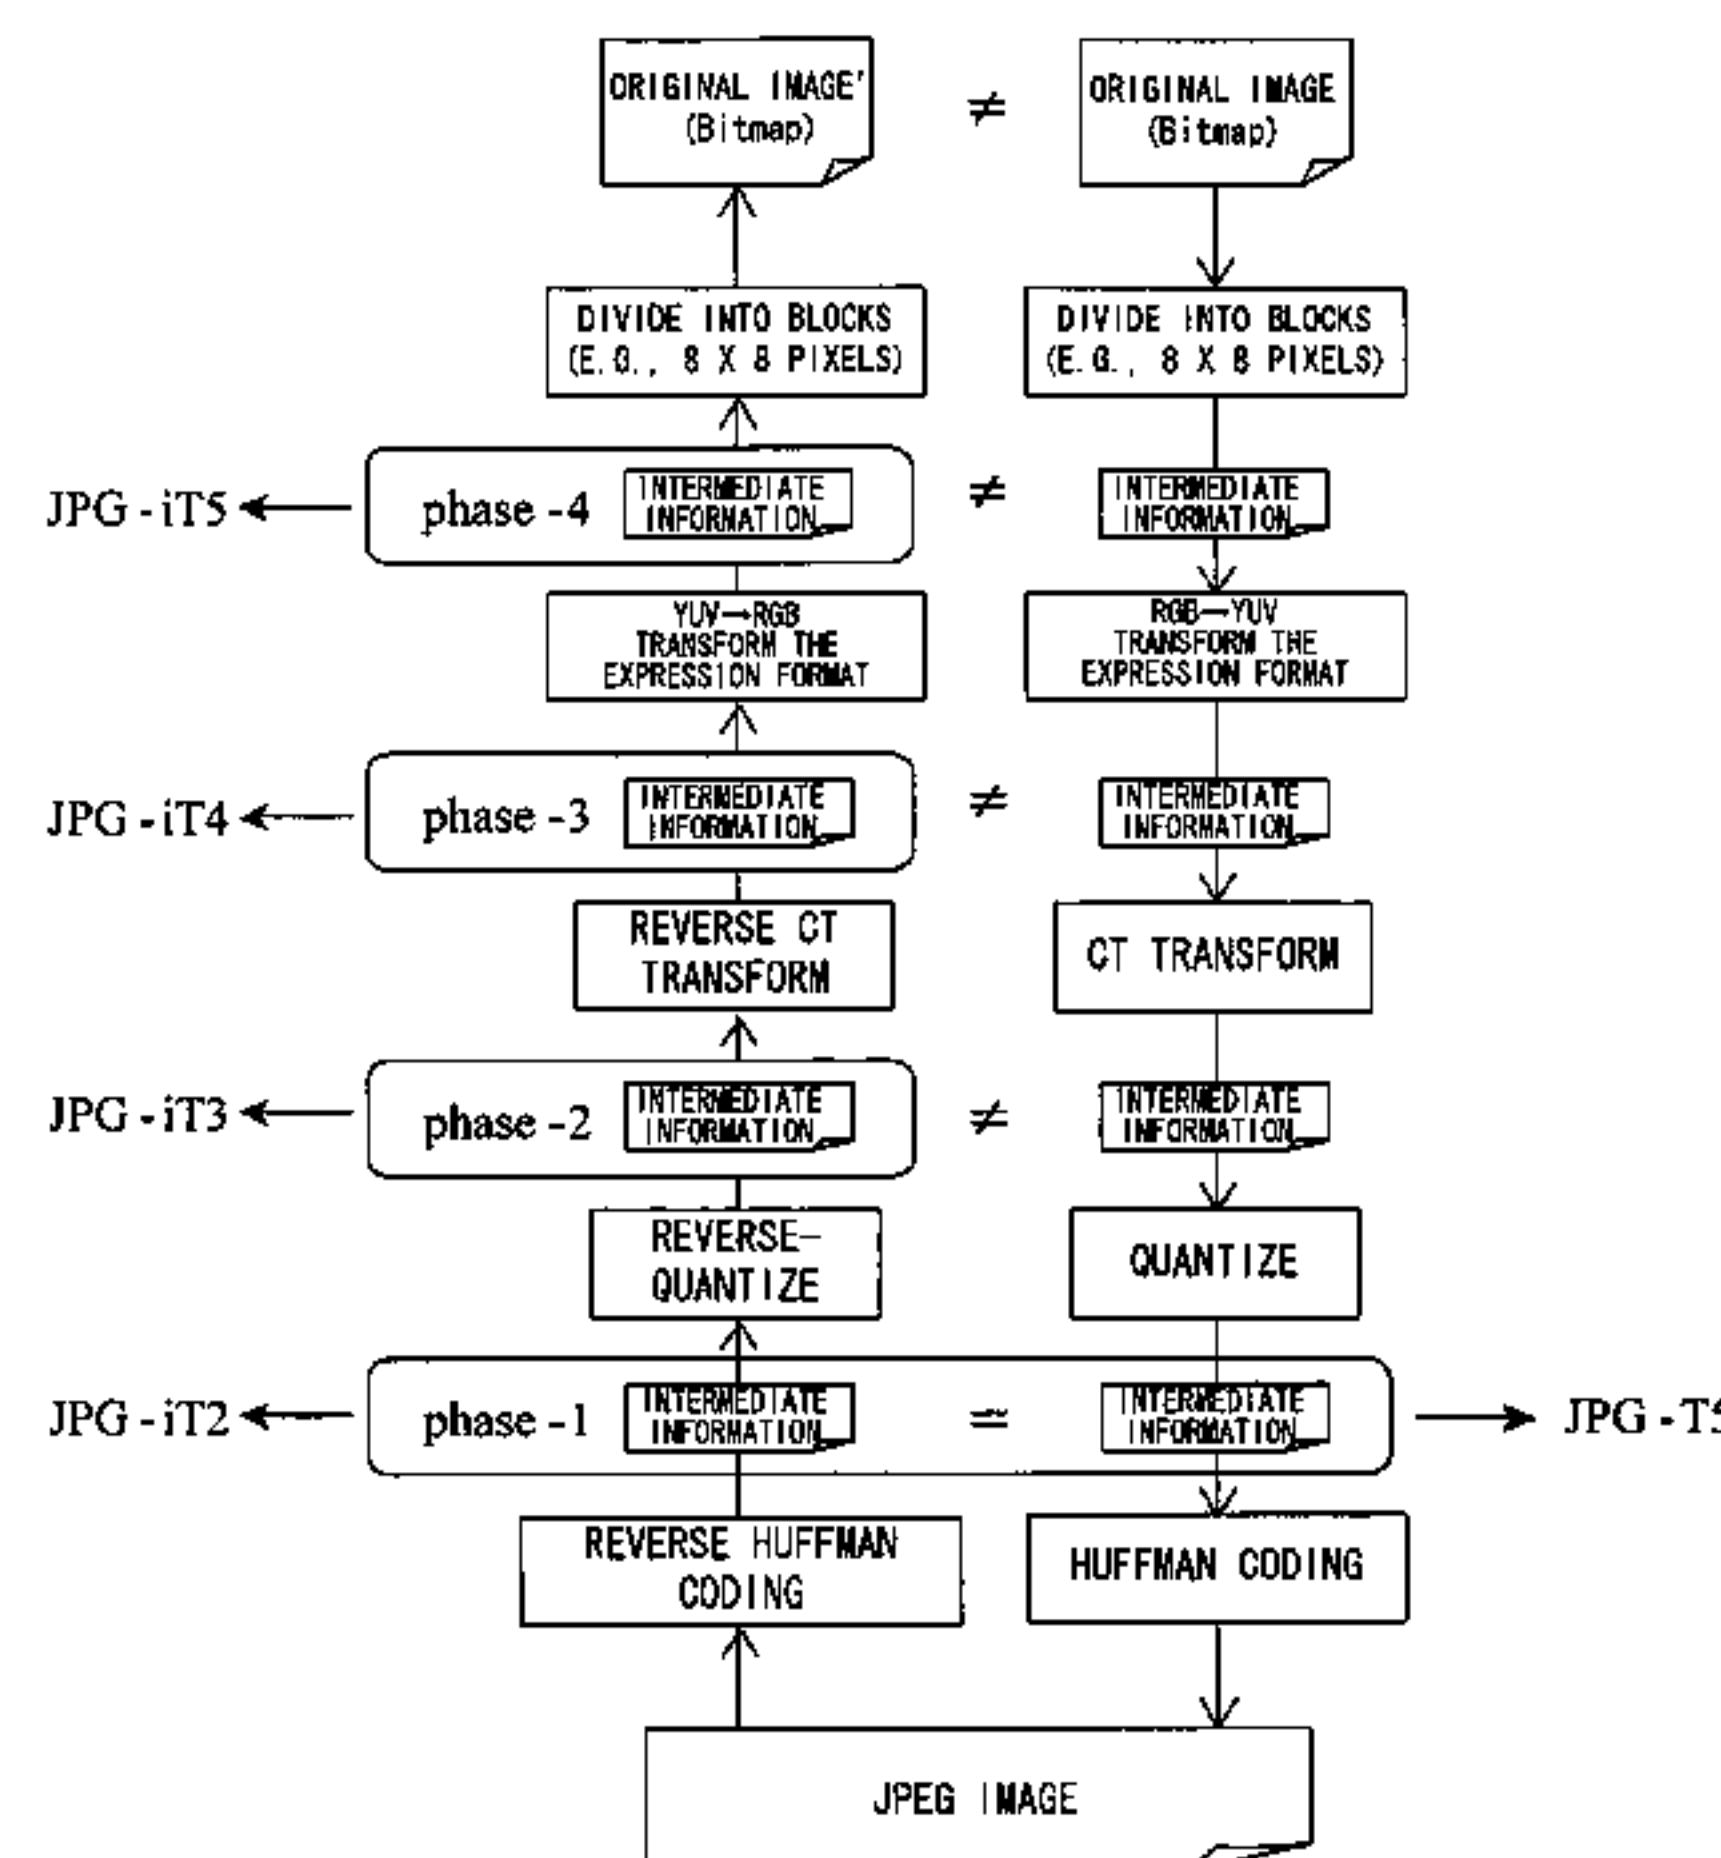 ORIGINAL IMAGE'
(Bitmap)
≠
ORIGINAL IMAGE
(Bitmap)
DIVIDE INTO BLOCKS
(E.G., 8 X 8 PIXELS)
DIVIDE INTO BLOCKS
(E.G., 8 X 8 PIXELS)
JPG-iT5
phase-4
INTERMEDIATE
INFORMATION
≠
INTERMEDIATE
INFORMATION
YUV→RGB
TRANSFORM THE
EXPRESSION FORMAT
RGB→YUV
TRANSFORM THE
EXPRESSION FORMAT
JPG-iT4
phase-3
INTERMEDIATE
INFORMATION
≠
INTERMEDIATE
INFORMATION
REVERSE CT
TRANSFORM
CT TRANSFORM
JPG-iT3
phase-2
INTERMEDIATE
INFORMATION
≠
INTERMEDIATE
INFORMATION
REVERSE-
QUANTIZE
QUANTIZE
JPG-iT2
phase-1
INTERMEDIATE
INFORMATION
=
INTERMEDIATE
INFORMATION
JPG-T5
REVERSE HUFFMAN
CODING
HUFFMAN CODING
JPEG IMAGE